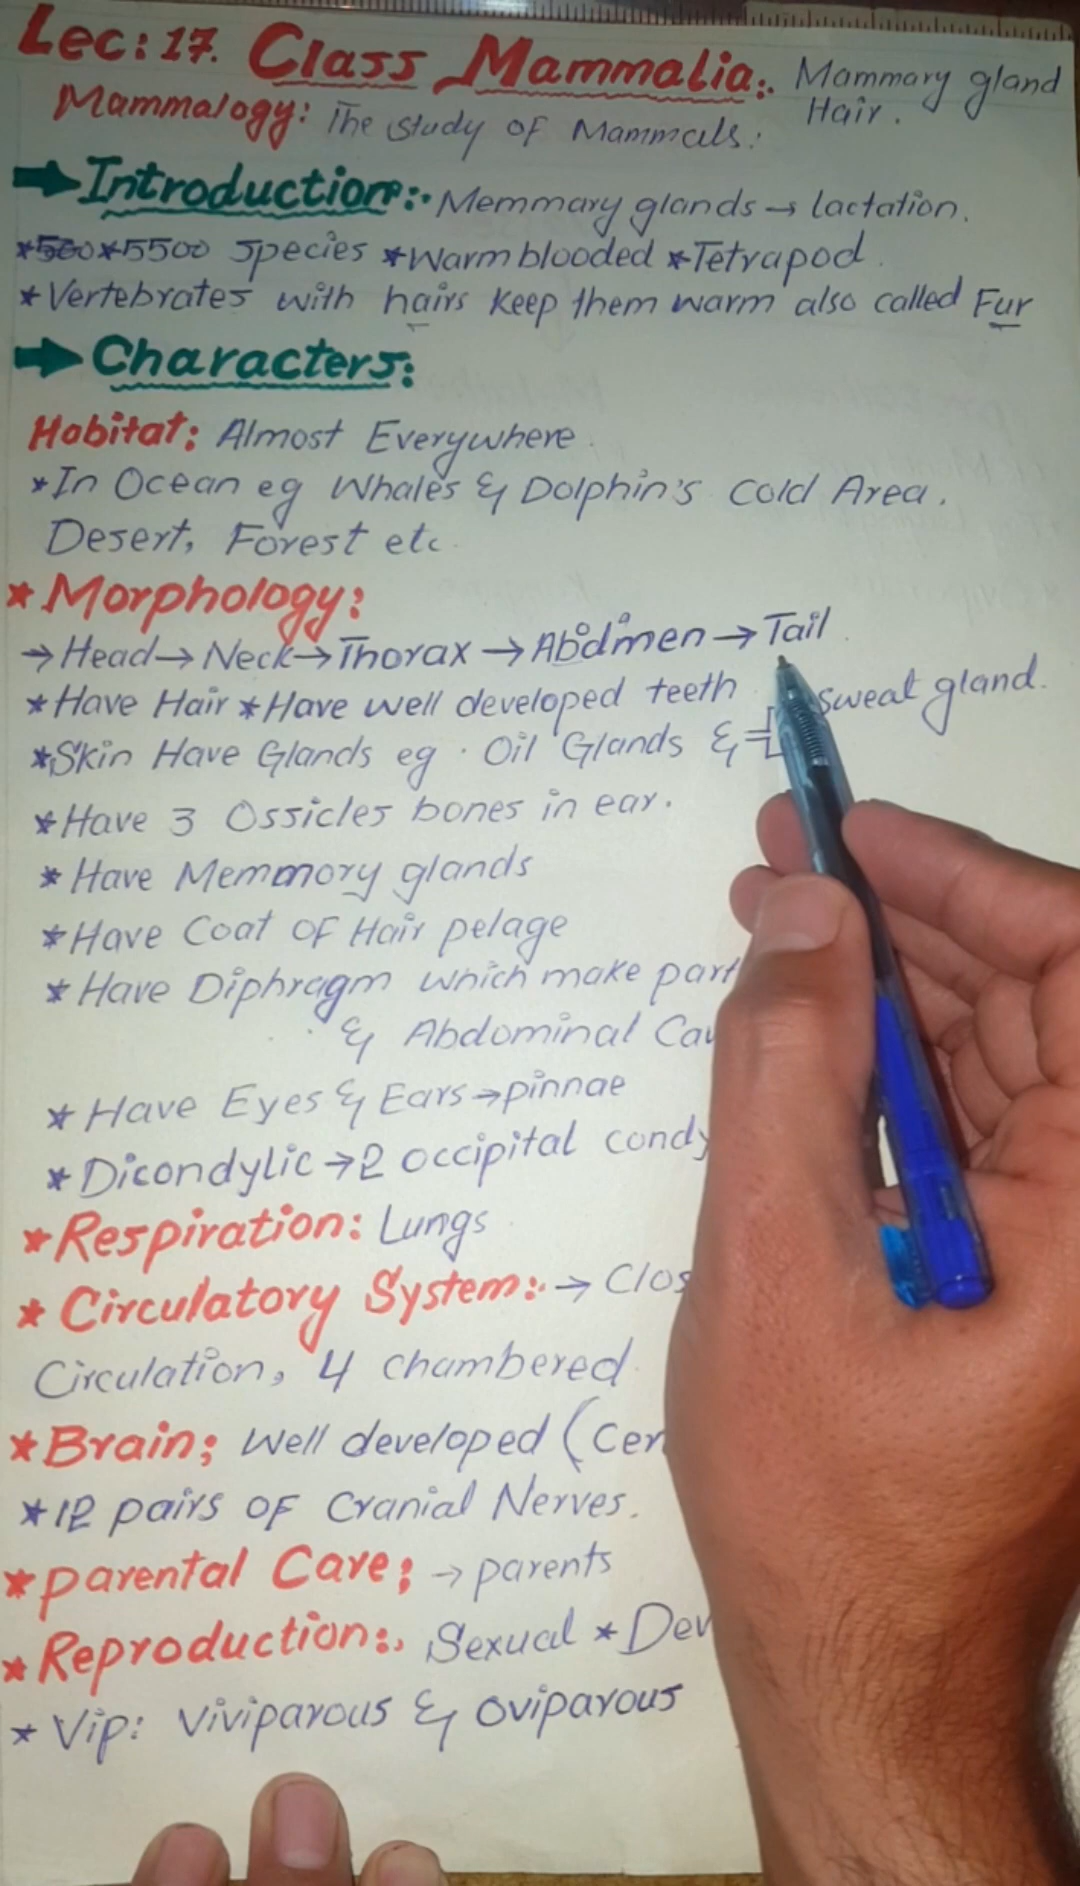 Lec: 17. Class Mammalia:. Mammary gland
Hair.
Mammalogy: The study of Mammals:
Introduction:. Memmary glands → lactation.
*5500 Species *Warm blooded *Tetrapod.
*Vertebrates with hairs keep them warm also called Fur
Characters:
Habitat: Almost Everywhere.
*In Ocean eg Whales & Dolphin's Cold Area.
Desert, Forest etc
* Morphology:
→Head→ Neck→Thorax →Abdomen→Tail.
*Have Hair *Have well developed teeth
Sweat gland.
*Skin Have Glands eg. Oil Glands &
*Have 3 Ossicles bones in ear.
* Have Memmory glands
*Have Coat OF Hair pelage
* Have Diphragm which make part
& Abdominal
* Have Eyes & Ears→pinnae
* Dicondylic →2 occipital
* Respiration: Lungs
* Circulatory System:. →
Circulation, 4 chambered
*Brain; Well developed (
*12 pairs OF Cranial Nerves.
*parental Care; → parents
* Reproduction:. Sexual *
* Vip: Viviparous & Oviparous